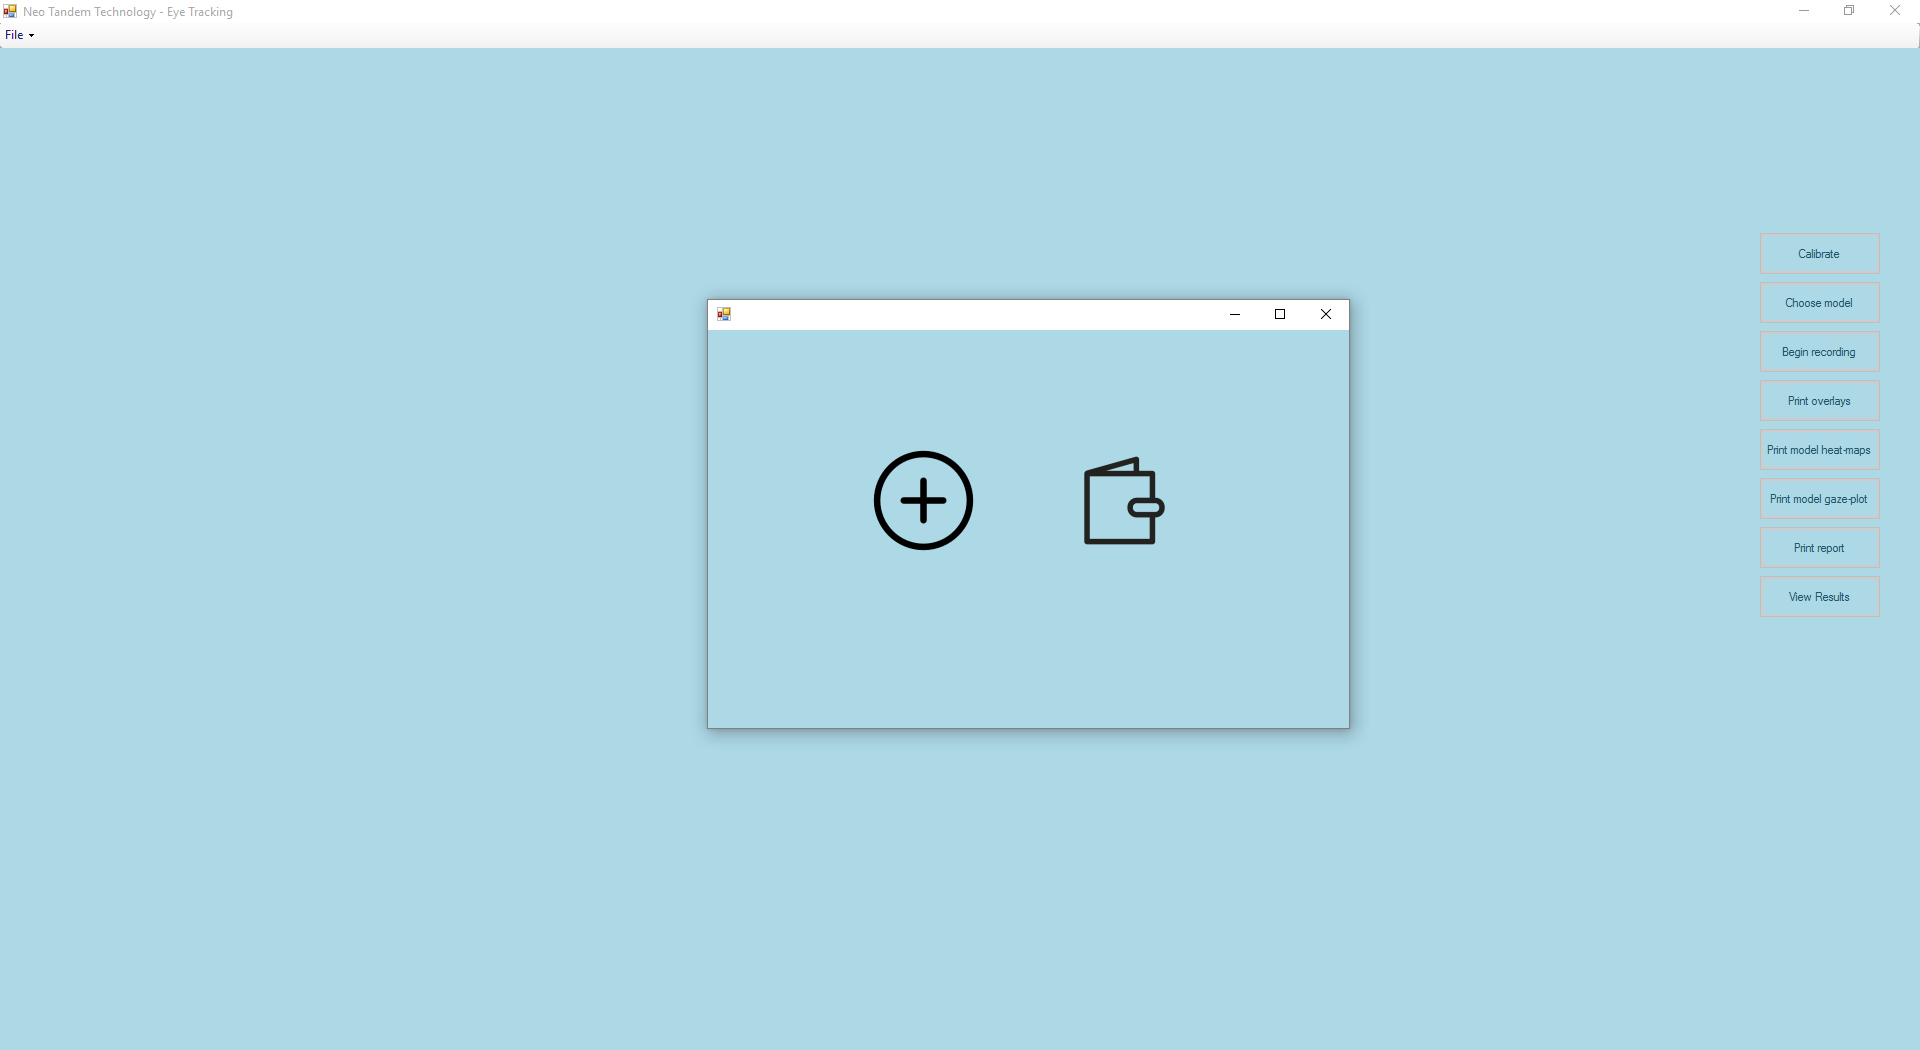 Neo Tandem Technology - Eye Tracking
File
Calibrate
Choose model
Begin recording
Print overlays
Print model heat-maps
Print model gaze-plot
Print report
View Results